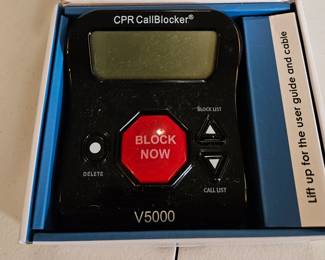 CPR CallBlocker®
BLOCK LIST
BLOCK
NOW
DELETE
CALL LIST
V5000
Lift up for the user guide and cable